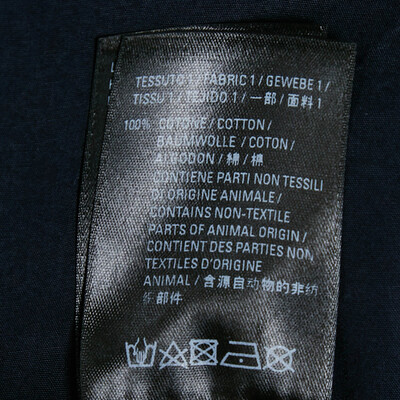 TESSUTO 1 / FABRIC 1 / GEWEBE 1 /
TISSU 1 / TEJIDO 1 / 一部 / 面料 1
100% COTONE / COTTON /
BAUMWOLLE / COTON /
ALGODON / 綿 / 棉
CONTIENE PARTI NON TESSILI
DI ORIGINE ANIMALE /
CONTAINS NON-TEXTILE
PARTS OF ANIMAL ORIGIN /
CONTIENT DES PARTIES NON
TEXTILES D'ORIGINE
ANIMAL / 含源自动物的非纺
织部件